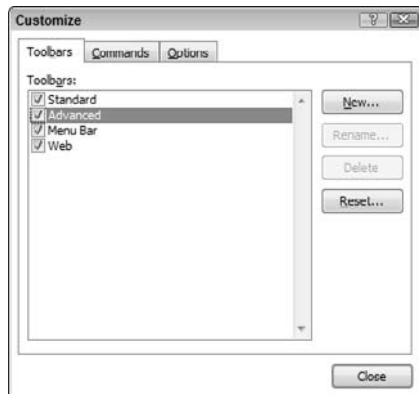 Customize
Toolbars Commands Options
Toolbars:
Standard
Advanced
Menu Bar
Web
New...
Rename...
Delete
Reset...
Close